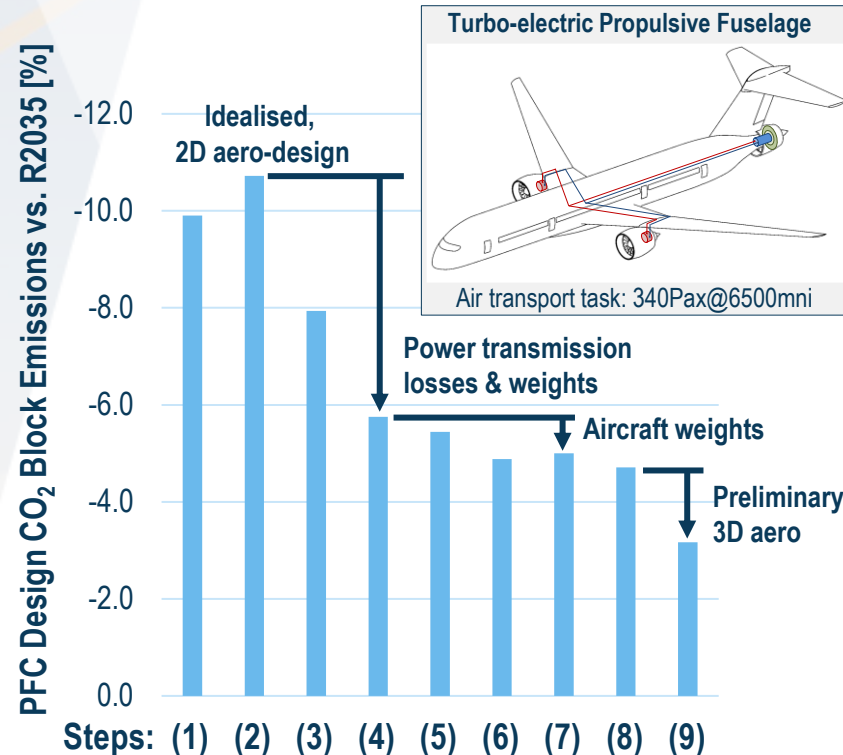 Turbo-electric Propulsive Fuselage
Air transport task: 340Pax@6500mni
PFC Design CO₂ Block Emissions vs. R2035 [%]
-12.0
-10.0
-8.0
-6.0
-4.0
-2.0
0.0
Idealised,
2D aero-design
Power transmission
losses & weights
Aircraft weights
Preliminary
3D aero
Steps: (1) (2) (3) (4) (5) (6) (7) (8) (9)